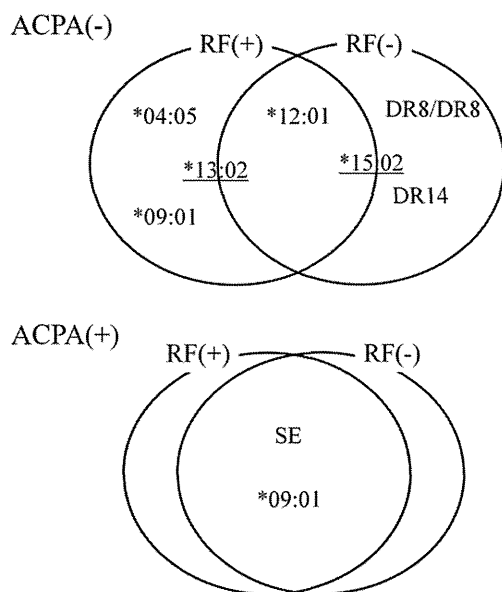 ACPA(-)
RF(+) RF(-)
*04:05 *12:01 DR8/DR8
*13:02 *15:02
DR14
*09:01
ACPA(+)
RF(+) RF(-)
SE
*09:01